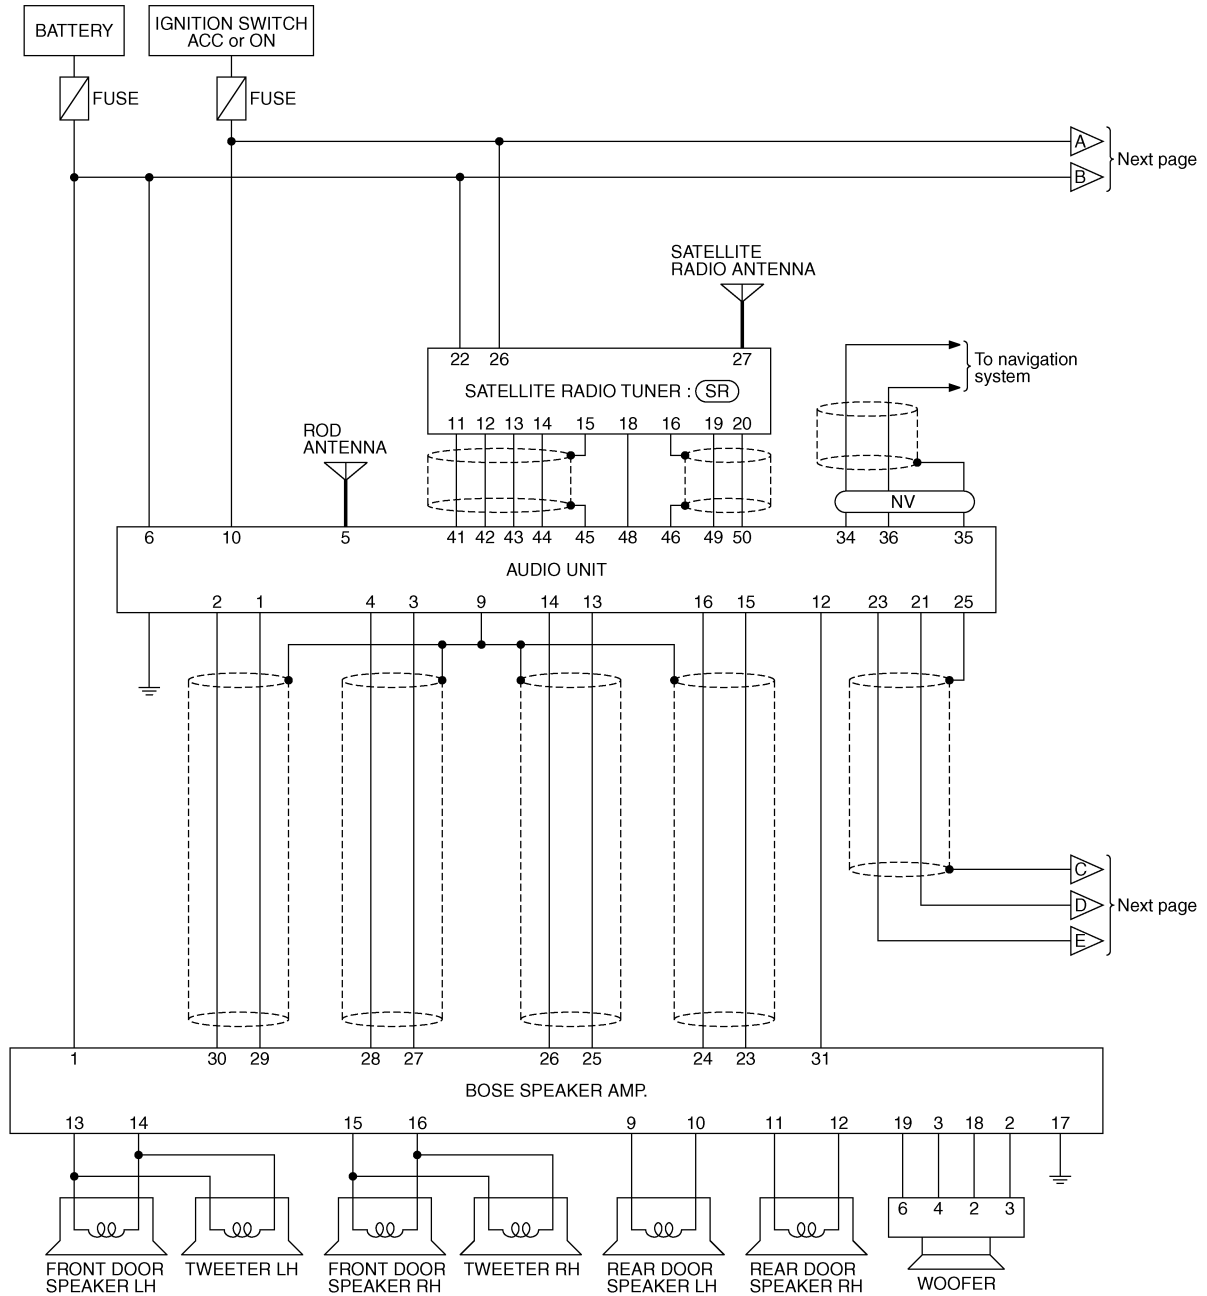 BATTERY
IGNITION SWITCH
ACC or ON
FUSE
FUSE
A
B
Next page
SATELLITE
RADIO ANTENNA
22 26 27
SATELLITE RADIO TUNER : SR
11 12 13 14 15 18 16 19 20
To navigation
system
ROD
ANTENNA
NV
6 10 5 41 42 43 44 45 48 46 49 50 34 36 35
AUDIO UNIT
2 1 4 3 9 14 13 16 15 12 23 21 25
C
D
E
Next page
1 30 29 28 27 26 25 24 23 31
BOSE SPEAKER AMP.
13 14 15 16 9 10 11 12 19 3 18 2 17
6 4 2 3
FRONT DOOR
SPEAKER LH
TWEETER LH
FRONT DOOR
SPEAKER RH
TWEETER RH
REAR DOOR
SPEAKER LH
REAR DOOR
SPEAKER RH
WOOFER